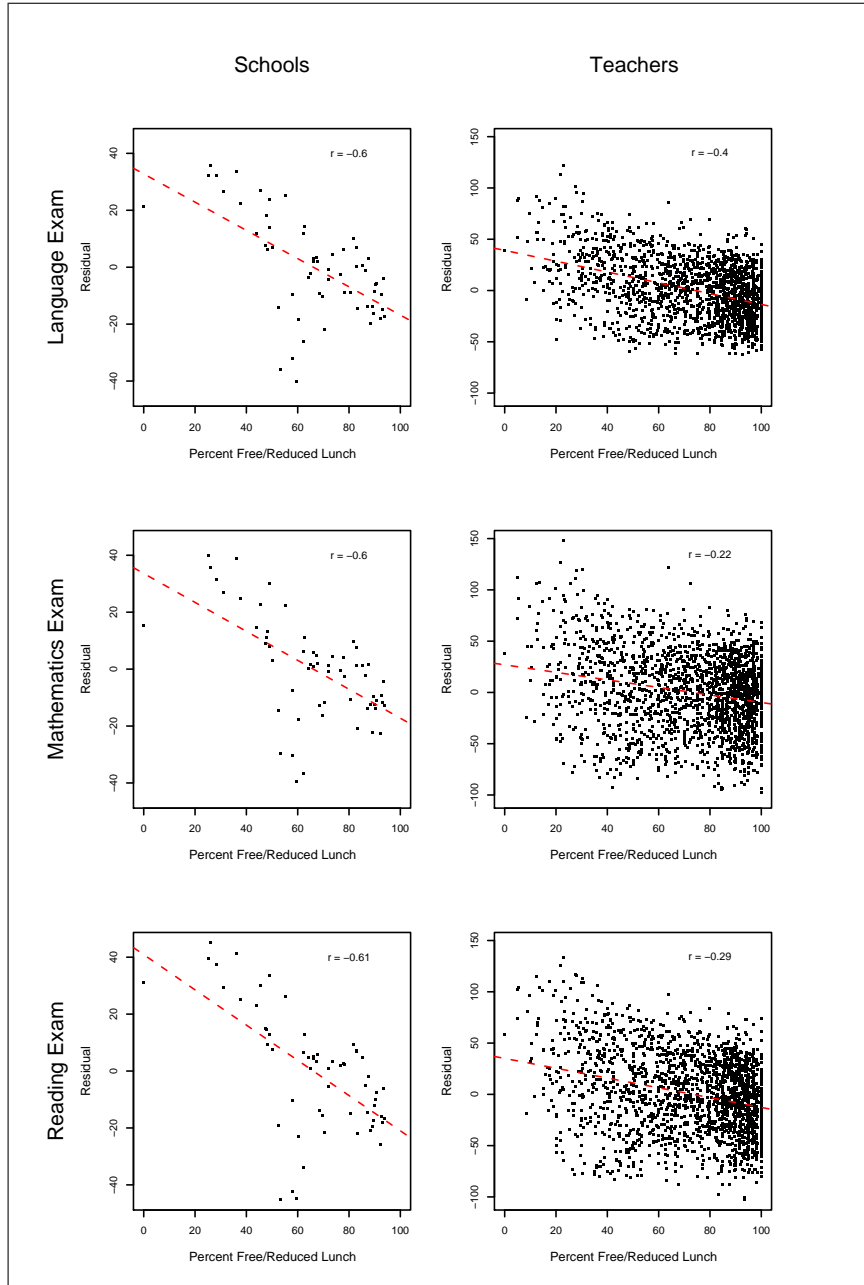 Schools
Teachers
Language Exam
r = −0.6
Residual
40
20
0
−20
−40
0 20 40 60 80 100
Percent Free/Reduced Lunch
r = −0.4
Residual
150
100
50
0
−50
−100
0 20 40 60 80 100
Percent Free/Reduced Lunch
Mathematics Exam
r = −0.6
Residual
40
20
0
−20
−40
0 20 40 60 80 100
Percent Free/Reduced Lunch
r = −0.22
Residual
150
100
50
0
−50
−100
0 20 40 60 80 100
Percent Free/Reduced Lunch
Reading Exam
r = −0.61
Residual
40
20
0
−20
−40
0 20 40 60 80 100
Percent Free/Reduced Lunch
r = −0.29
Residual
150
100
50
0
−50
−100
0 20 40 60 80 100
Percent Free/Reduced Lunch